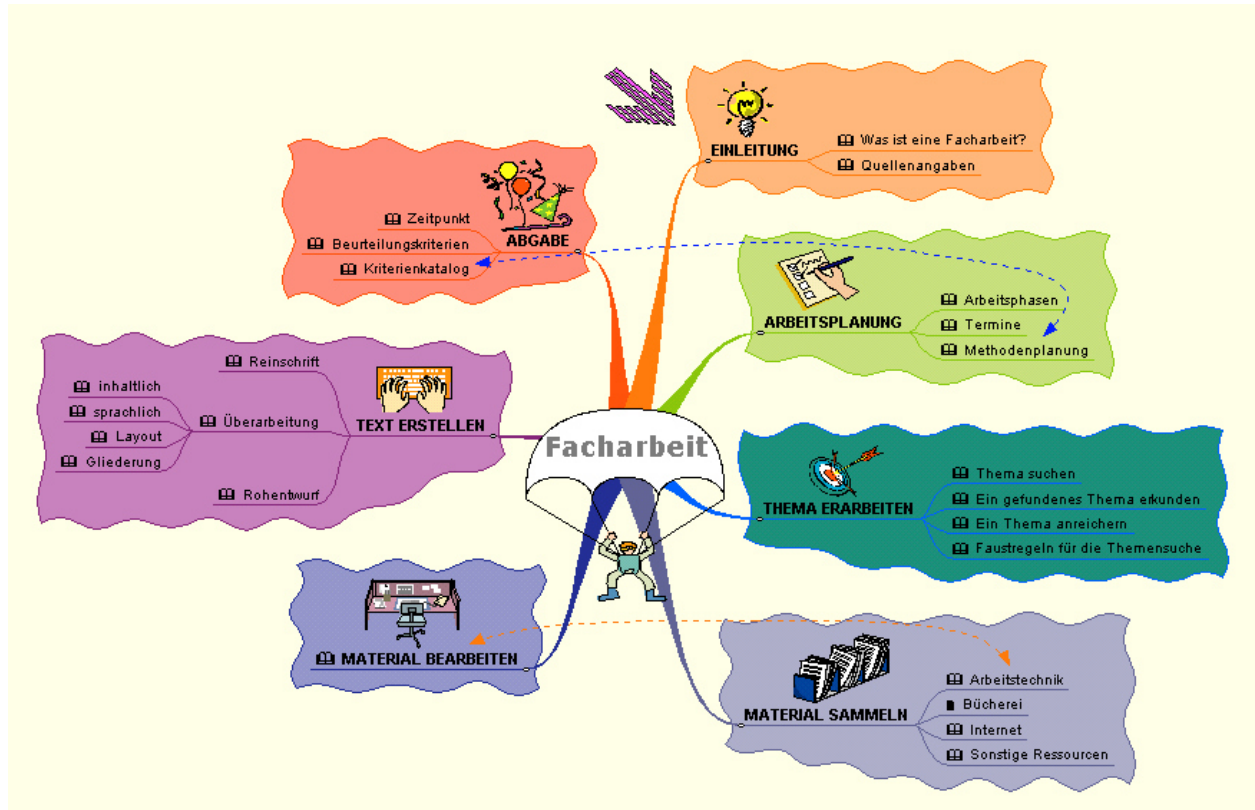 Facharbeit
EINLEITUNG
Was ist eine Facharbeit?
Quellenangaben
ARBEITSPLANUNG
Arbeitsphasen
Termine
Methodenplanung
THEMA ERARBEITEN
Thema suchen
Ein gefundenes Thema erkunden
Ein Thema anreichern
Faustregeln für die Themensuche
MATERIAL SAMMELN
Arbeitstechnik
Bücherei
Internet
Sonstige Ressourcen
MATERIAL BEARBEITEN
TEXT ERSTELLEN
Reinschrift
Überarbeitung
inhaltlich
sprachlich
Layout
Gliederung
Rohentwurf
ABGABE
Zeitpunkt
Beurteilungskriterien
Kriterienkatalog